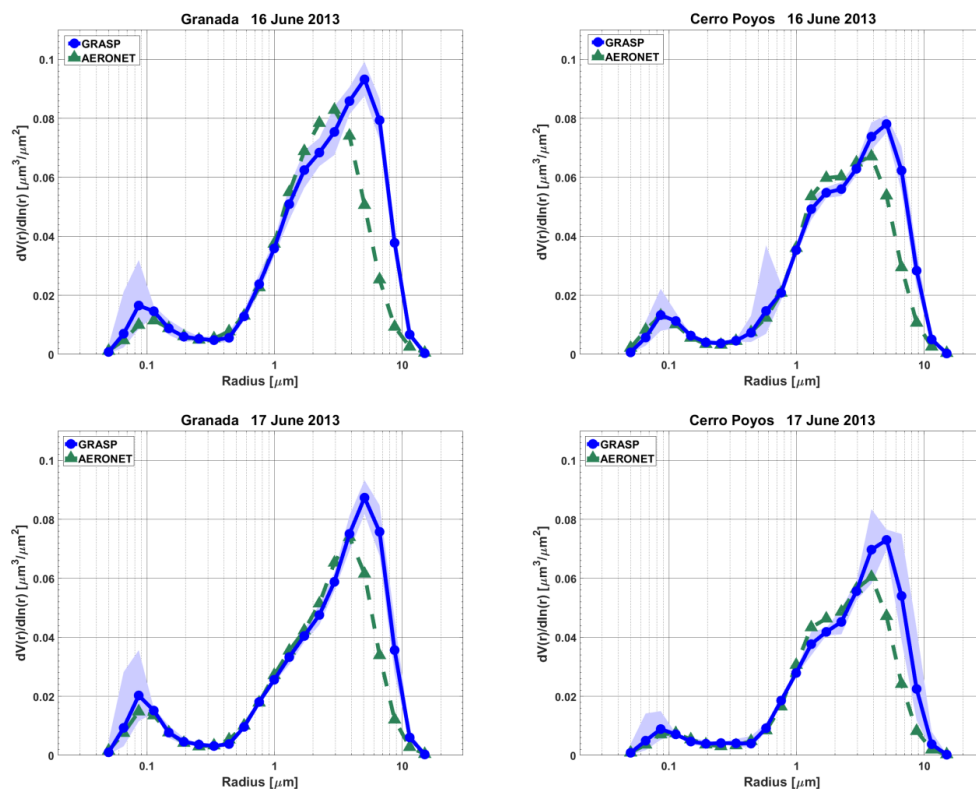 Granada   16 June 2013
GRASP
AERONET
0.1
0.08
0.06
0.04
0.02
0
dV(r)/dln(r) [μm³/μm²]
0.1
1
10
Radius [μm]
Cerro Poyos   16 June 2013
GRASP
AERONET
0.1
0.08
0.06
0.04
0.02
0
dV(r)/dln(r) [μm³/μm²]
0.1
1
10
Radius [μm]
Granada   17 June 2013
GRASP
AERONET
0.1
0.08
0.06
0.04
0.02
0
dV(r)/dln(r) [μm³/μm²]
0.1
1
10
Radius [μm]
Cerro Poyos   17 June 2013
GRASP
AERONET
0.1
0.08
0.06
0.04
0.02
0
dV(r)/dln(r) [μm³/μm²]
0.1
1
10
Radius [μm]